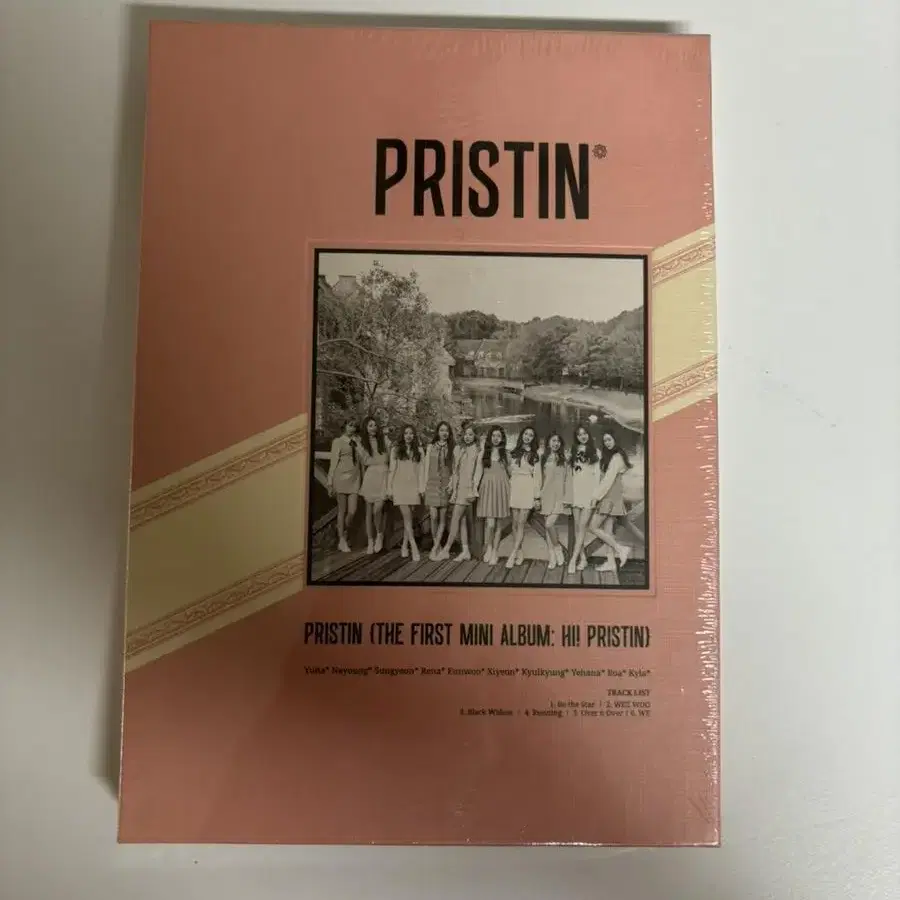 PRISTIN
PRISTIN (THE FIRST MINI ALBUM: HI! PRISTIN)
Yuha* Nayoung* Sungyeon* Rena* Eunwoo* Xiyeon* Kyulkyung* Yehana* Roa* Kyla*
TRACK LIST
1. Be the Star | 2. WEE WOO
3. Black Widow | 4. Running | 5. Over n Over | 6. WE